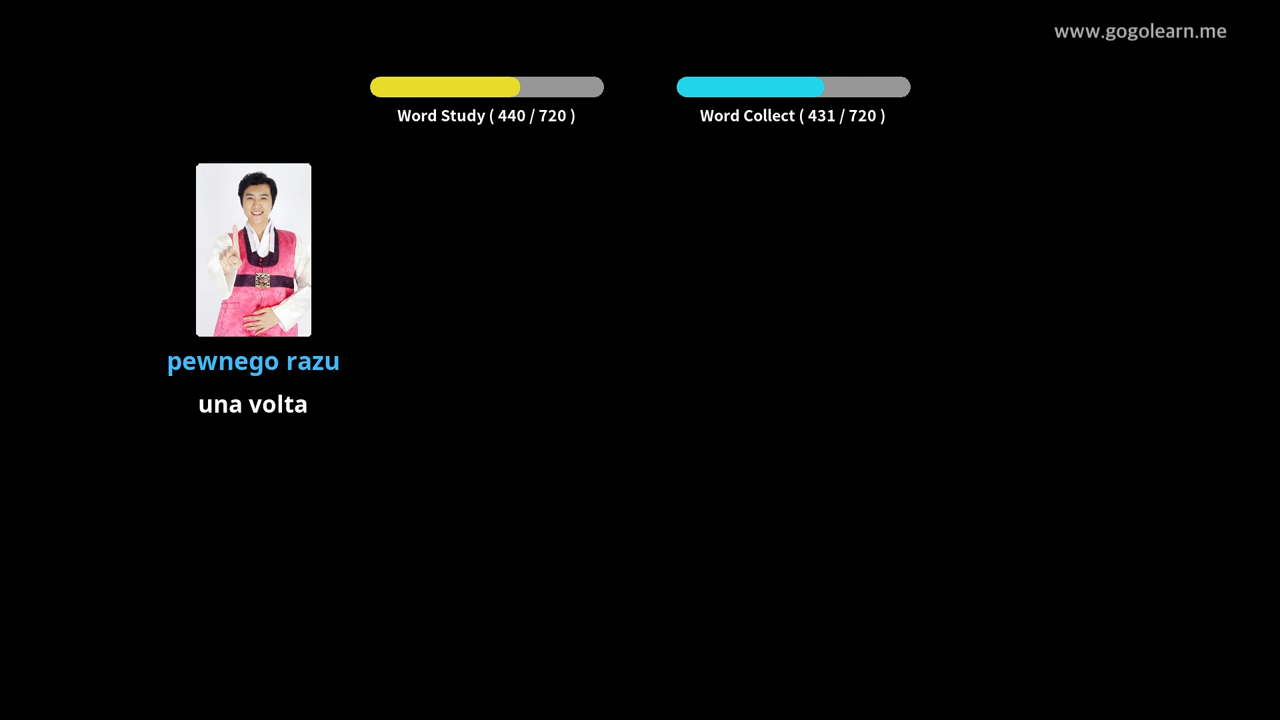 www.gogolearn.me
Word Study ( 440 / 720 )
Word Collect ( 431 / 720 )
pewnego razu
una volta